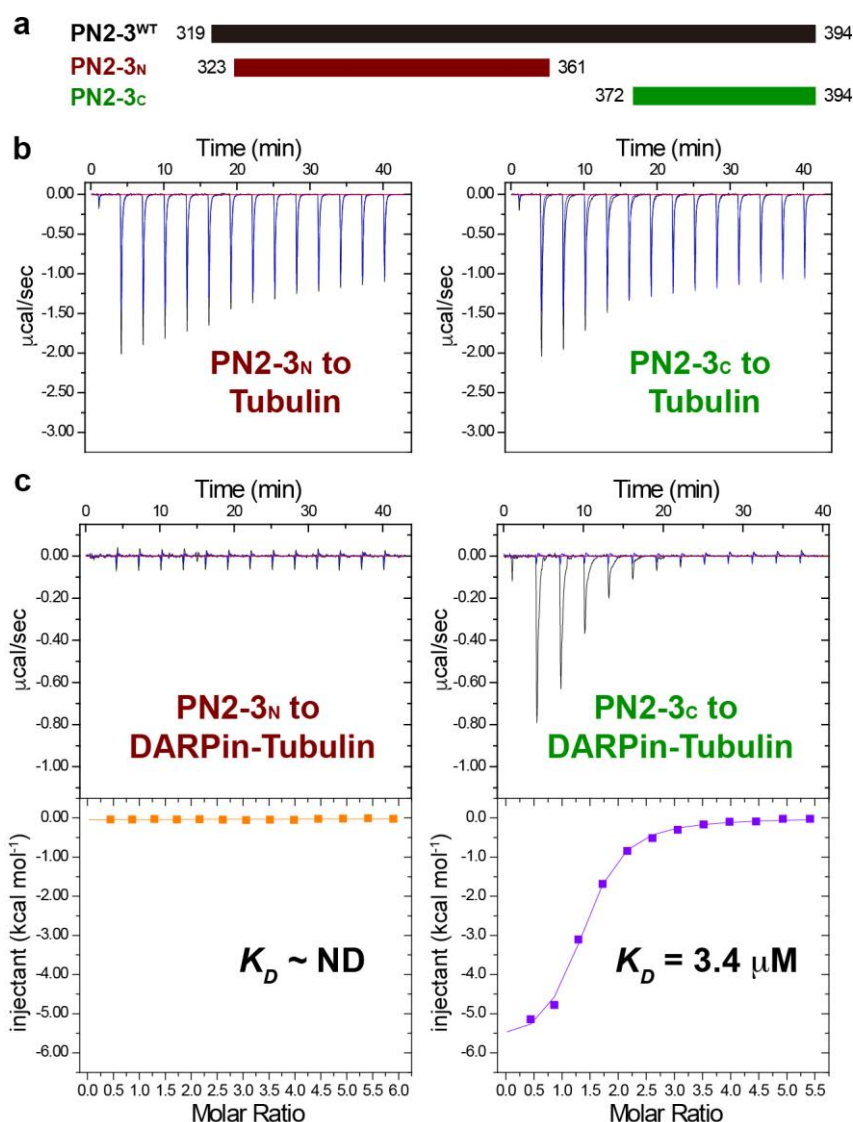 a
PN2-3WT 319 394
PN2-3N 323 361
PN2-3C 372 394
b
Time (min) Time (min)
0 10 20 30 40 0 10 20 30 40
0.00 0.00
-0.50 -0.50
-1.00 -1.00
-1.50 -1.50
-2.00 -2.00
-2.50 -2.50
-3.00 -3.00
μcal/sec μcal/sec
PN2-3N to PN2-3C to
Tubulin Tubulin
c
Time (min) Time (min)
0 10 20 30 40 0 10 20 30 40
0.00 0.00
-0.20 -0.20
-0.40 -0.40
-0.60 -0.60
-0.80 -0.80
-1.00 -1.00
μcal/sec μcal/sec
PN2-3N to PN2-3C to
DARPin-Tubulin DARPin-Tubulin
0.00 0.00
-1.00 -1.00
-2.00 -2.00
-3.00 -3.00
-4.00 -4.00
-5.00 -5.00
-6.00 -6.00
injectant (kcal mol-1) injectant (kcal mol-1)
KD ~ ND KD = 3.4 μM
0.0 0.5 1.0 1.5 2.0 2.5 3.0 3.5 4.0 4.5 5.0 5.5 6.0 0.0 0.5 1.0 1.5 2.0 2.5 3.0 3.5 4.0 4.5 5.0 5.5
Molar Ratio Molar Ratio